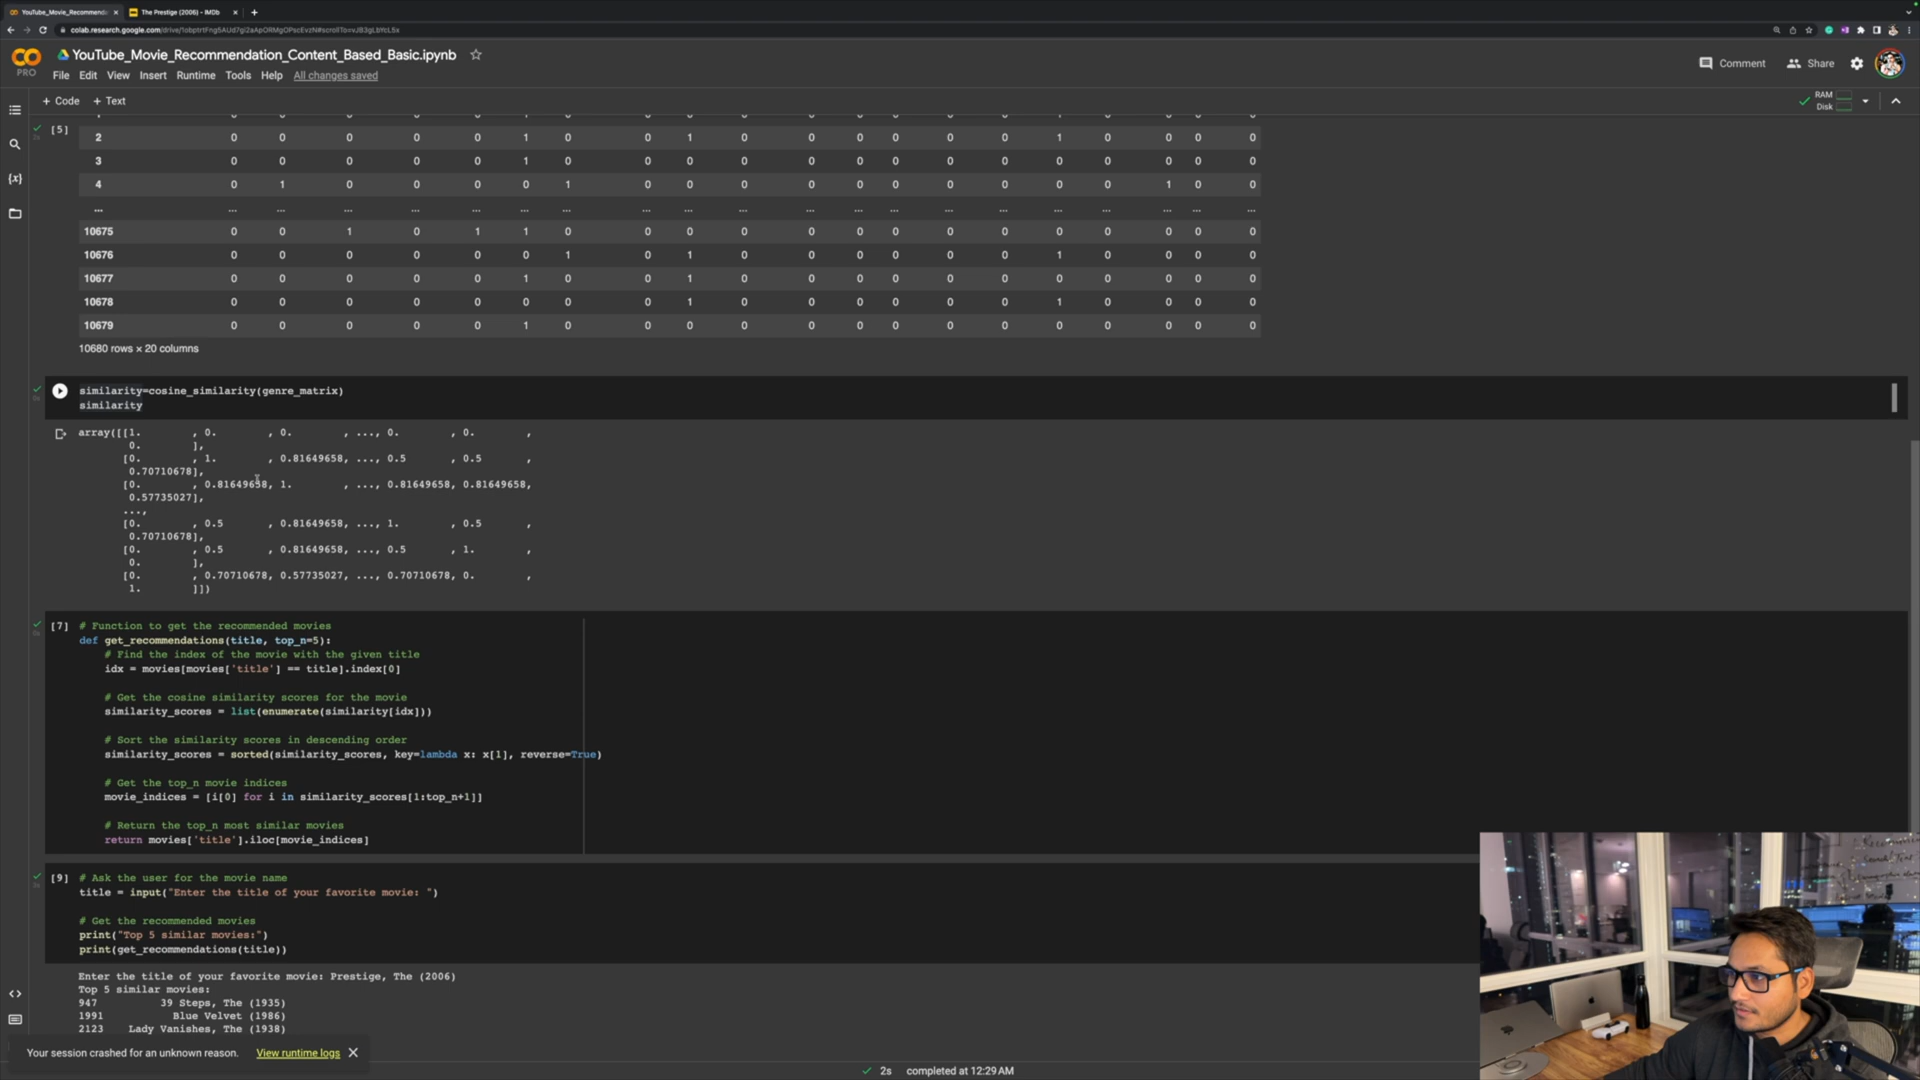 YouTube_Movie_Recommend
The Prestige (2006) - IMDb
YouTube_Movie_Recommendation_Content_Based_Basic.ipynb
PRO
File Edit View Insert Runtime Tools Help All changes saved
Comment Share
+ Code + Text
RAM
Disk
[5]
2 0 0 0 0 1 0 0 1 0 0 0 0 0 0 1 0 0 0 0
3 0 0 0 0 1 0 0 0 0 0 0 0 0 0 0 0 0 0 0
4 0 1 0 0 0 1 0 0 0 0 0 0 0 0 0 0 1 0 0
... ... ... ... ... ... ... ... ... ... ... ... ... ... ... ... ... ... ... ...
10675 0 0 1 0 1 1 0 0 0 0 0 0 0 0 0 0 0 0 0
10676 0 0 0 0 0 1 0 1 0 0 0 0 0 0 1 0 0 0 0
10677 0 0 0 0 1 0 0 1 0 0 0 0 0 0 0 0 0 0 0
10678 0 0 0 0 0 0 0 1 0 0 0 0 0 0 1 0 0 0 0
10679 0 0 0 0 1 0 0 0 0 0 0 0 0 0 0 0 0 0 0
10680 rows × 20 columns
similarity=cosine_similarity(genre_matrix)
similarity
array([[1. , 0. , 0. , ..., 0. , 0. ,
0. ],
[0. , 1. , 0.81649658, ..., 0.5 , 0.5 ,
0.70710678],
[0. , 0.81649658, 1. , ..., 0.81649658, 0.81649658,
0.57735027],
...,
[0. , 0.5 , 0.81649658, ..., 1. , 0.5 ,
0.70710678],
[0. , 0.5 , 0.81649658, ..., 0.5 , 1. ,
0. ],
[0. , 0.70710678, 0.57735027, ..., 0.70710678, 0. ,
1. ]])
[7] # Function to get the recommended movies
def get_recommendations(title, top_n=5):
# Find the index of the movie with the given title
idx = movies[movies['title'] == title].index[0]
# Get the cosine similarity scores for the movie
similarity_scores = list(enumerate(similarity[idx]))
# Sort the similarity scores in descending order
similarity_scores = sorted(similarity_scores, key=lambda x: x[1], reverse=True)
# Get the top_n movie indices
movie_indices = [i[0] for i in similarity_scores[1:top_n+1]]
# Return the top_n most similar movies
return movies['title'].iloc[movie_indices]
[9] # Ask the user for the movie name
title = input("Enter the title of your favorite movie: ")
# Get the recommended movies
print("Top 5 similar movies:")
print(get_recommendations(title))
Enter the title of your favorite movie: Prestige, The (2006)
Top 5 similar movies:
947 39 Steps, The (1935)
1991 Blue Velvet (1986)
2123 Lady Vanishes, The (1938)
Your session crashed for an unknown reason. View runtime logs
2s completed at 12:29 AM